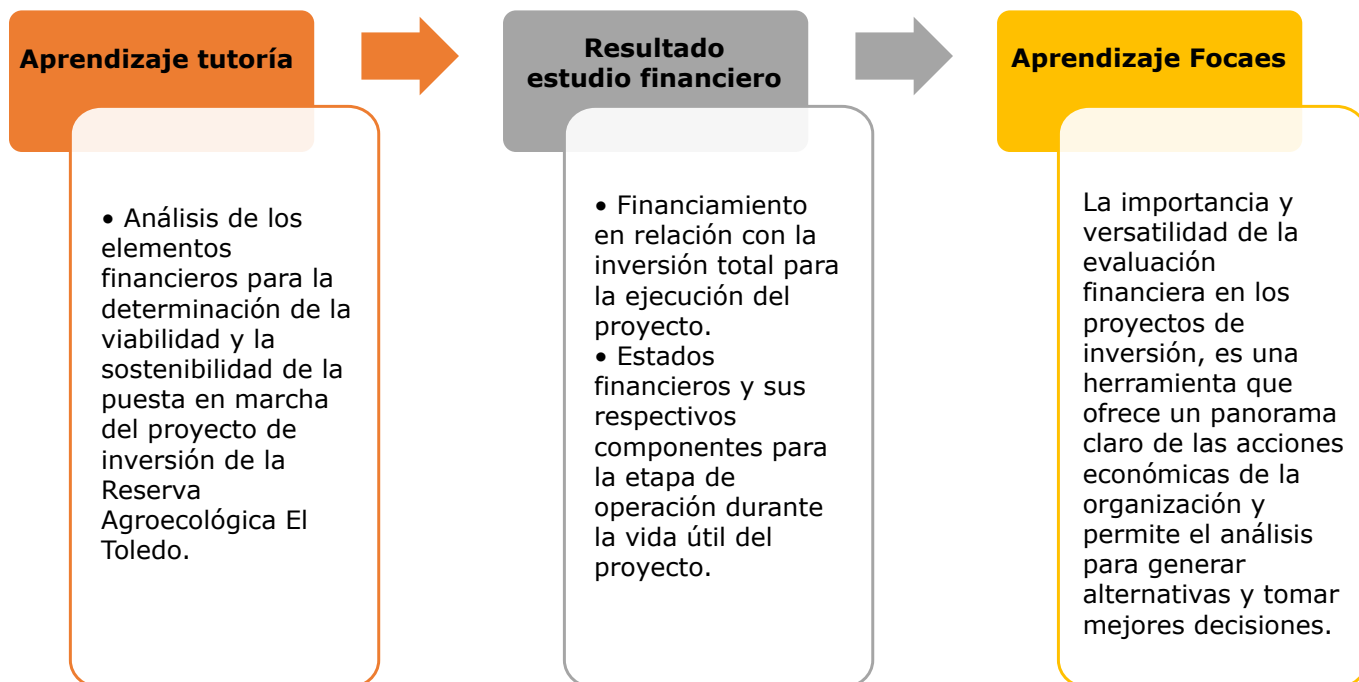 Aprendizaje tutoría
• Análisis de los
elementos
financieros para la
determinación de la
viabilidad y la
sostenibilidad de la
puesta en marcha
del proyecto de
inversión de la
Reserva
Agroecológica El
Toledo.
Resultado
estudio financiero
• Financiamiento
en relación con la
inversión total para
la ejecución del
proyecto.
• Estados
financieros y sus
respectivos
componentes para
la etapa de
operación durante
la vida útil del
proyecto.
Aprendizaje Focaes
La importancia y
versatilidad de la
evaluación
financiera en los
proyectos de
inversión, es una
herramienta que
ofrece un panorama
claro de las acciones
económicas de la
organización y
permite el análisis
para generar
alternativas y tomar
mejores decisiones.